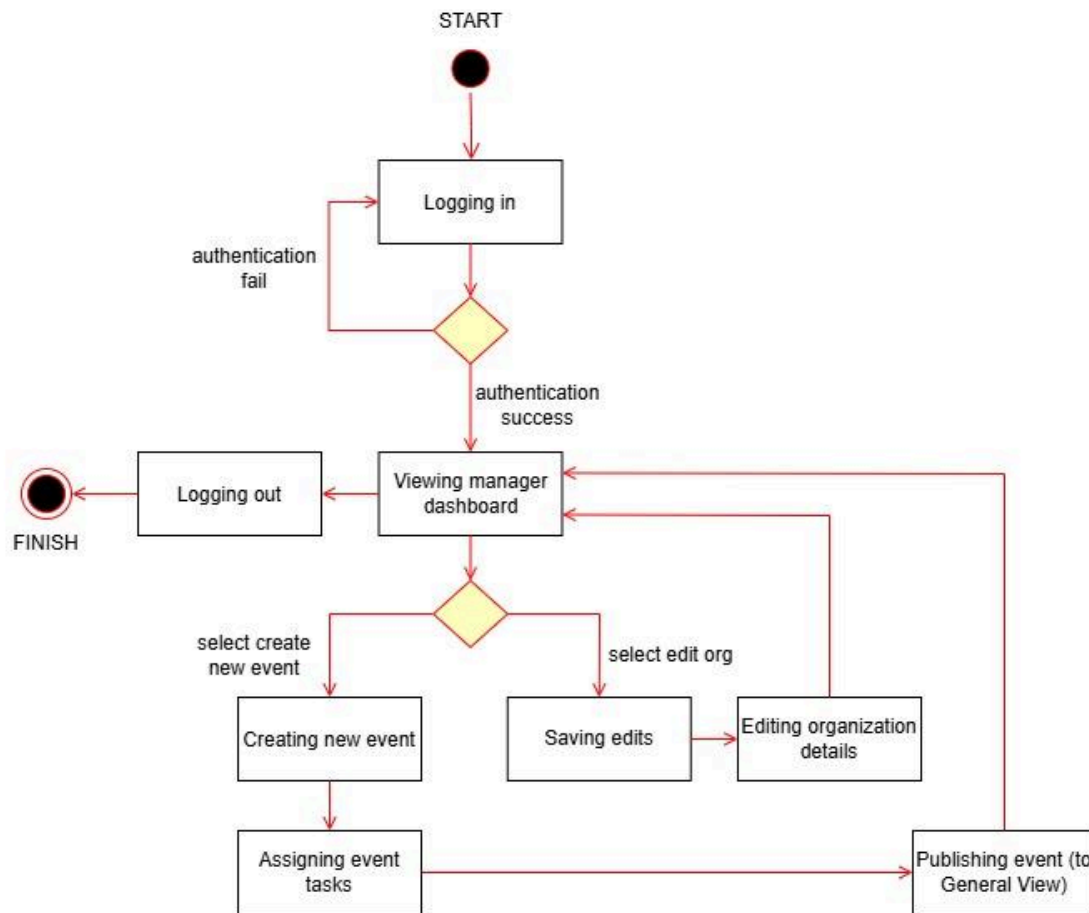 START
Logging in
authentication
fail
authentication
success
Logging out
Viewing manager
dashboard
FINISH
select create
new event
select edit org
Creating new event
Saving edits
Editing organization
details
Assigning event
tasks
Publishing event (to
General View)